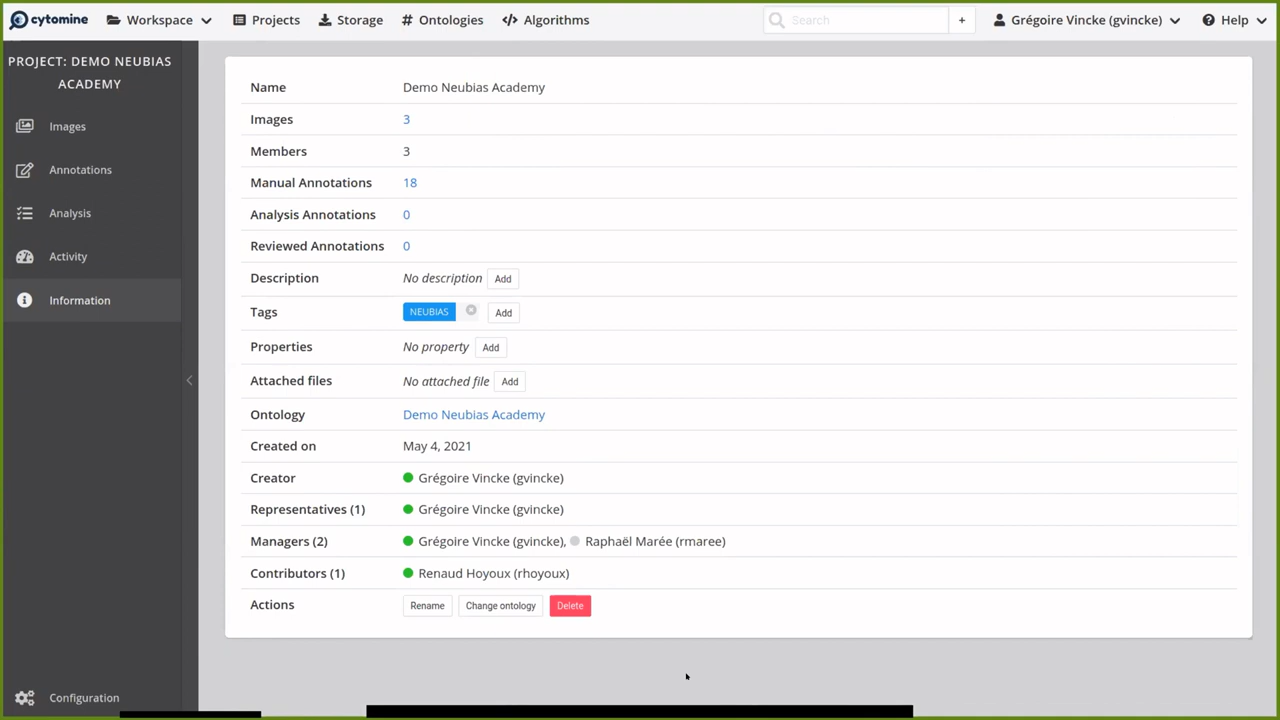 cytomine Workspace Projects Storage Ontologies Algorithms Search + Grégoire Vincke (gvincke) Help
PROJECT: DEMO NEUBIAS
ACADEMY
Images
Annotations
Analysis
Activity
Information
Configuration
Name Demo Neubias Academy
Images 3
Members 3
Manual Annotations 18
Analysis Annotations 0
Reviewed Annotations 0
Description No description Add
Tags NEUBIAS Add
Properties No property Add
Attached files No attached file Add
Ontology Demo Neubias Academy
Created on May 4, 2021
Creator Grégoire Vincke (gvincke)
Representatives (1) Grégoire Vincke (gvincke)
Managers (2) Grégoire Vincke (gvincke), Raphaël Marée (rmaree)
Contributors (1) Renaud Hoyoux (rhoyoux)
Actions Rename Change ontology Delete